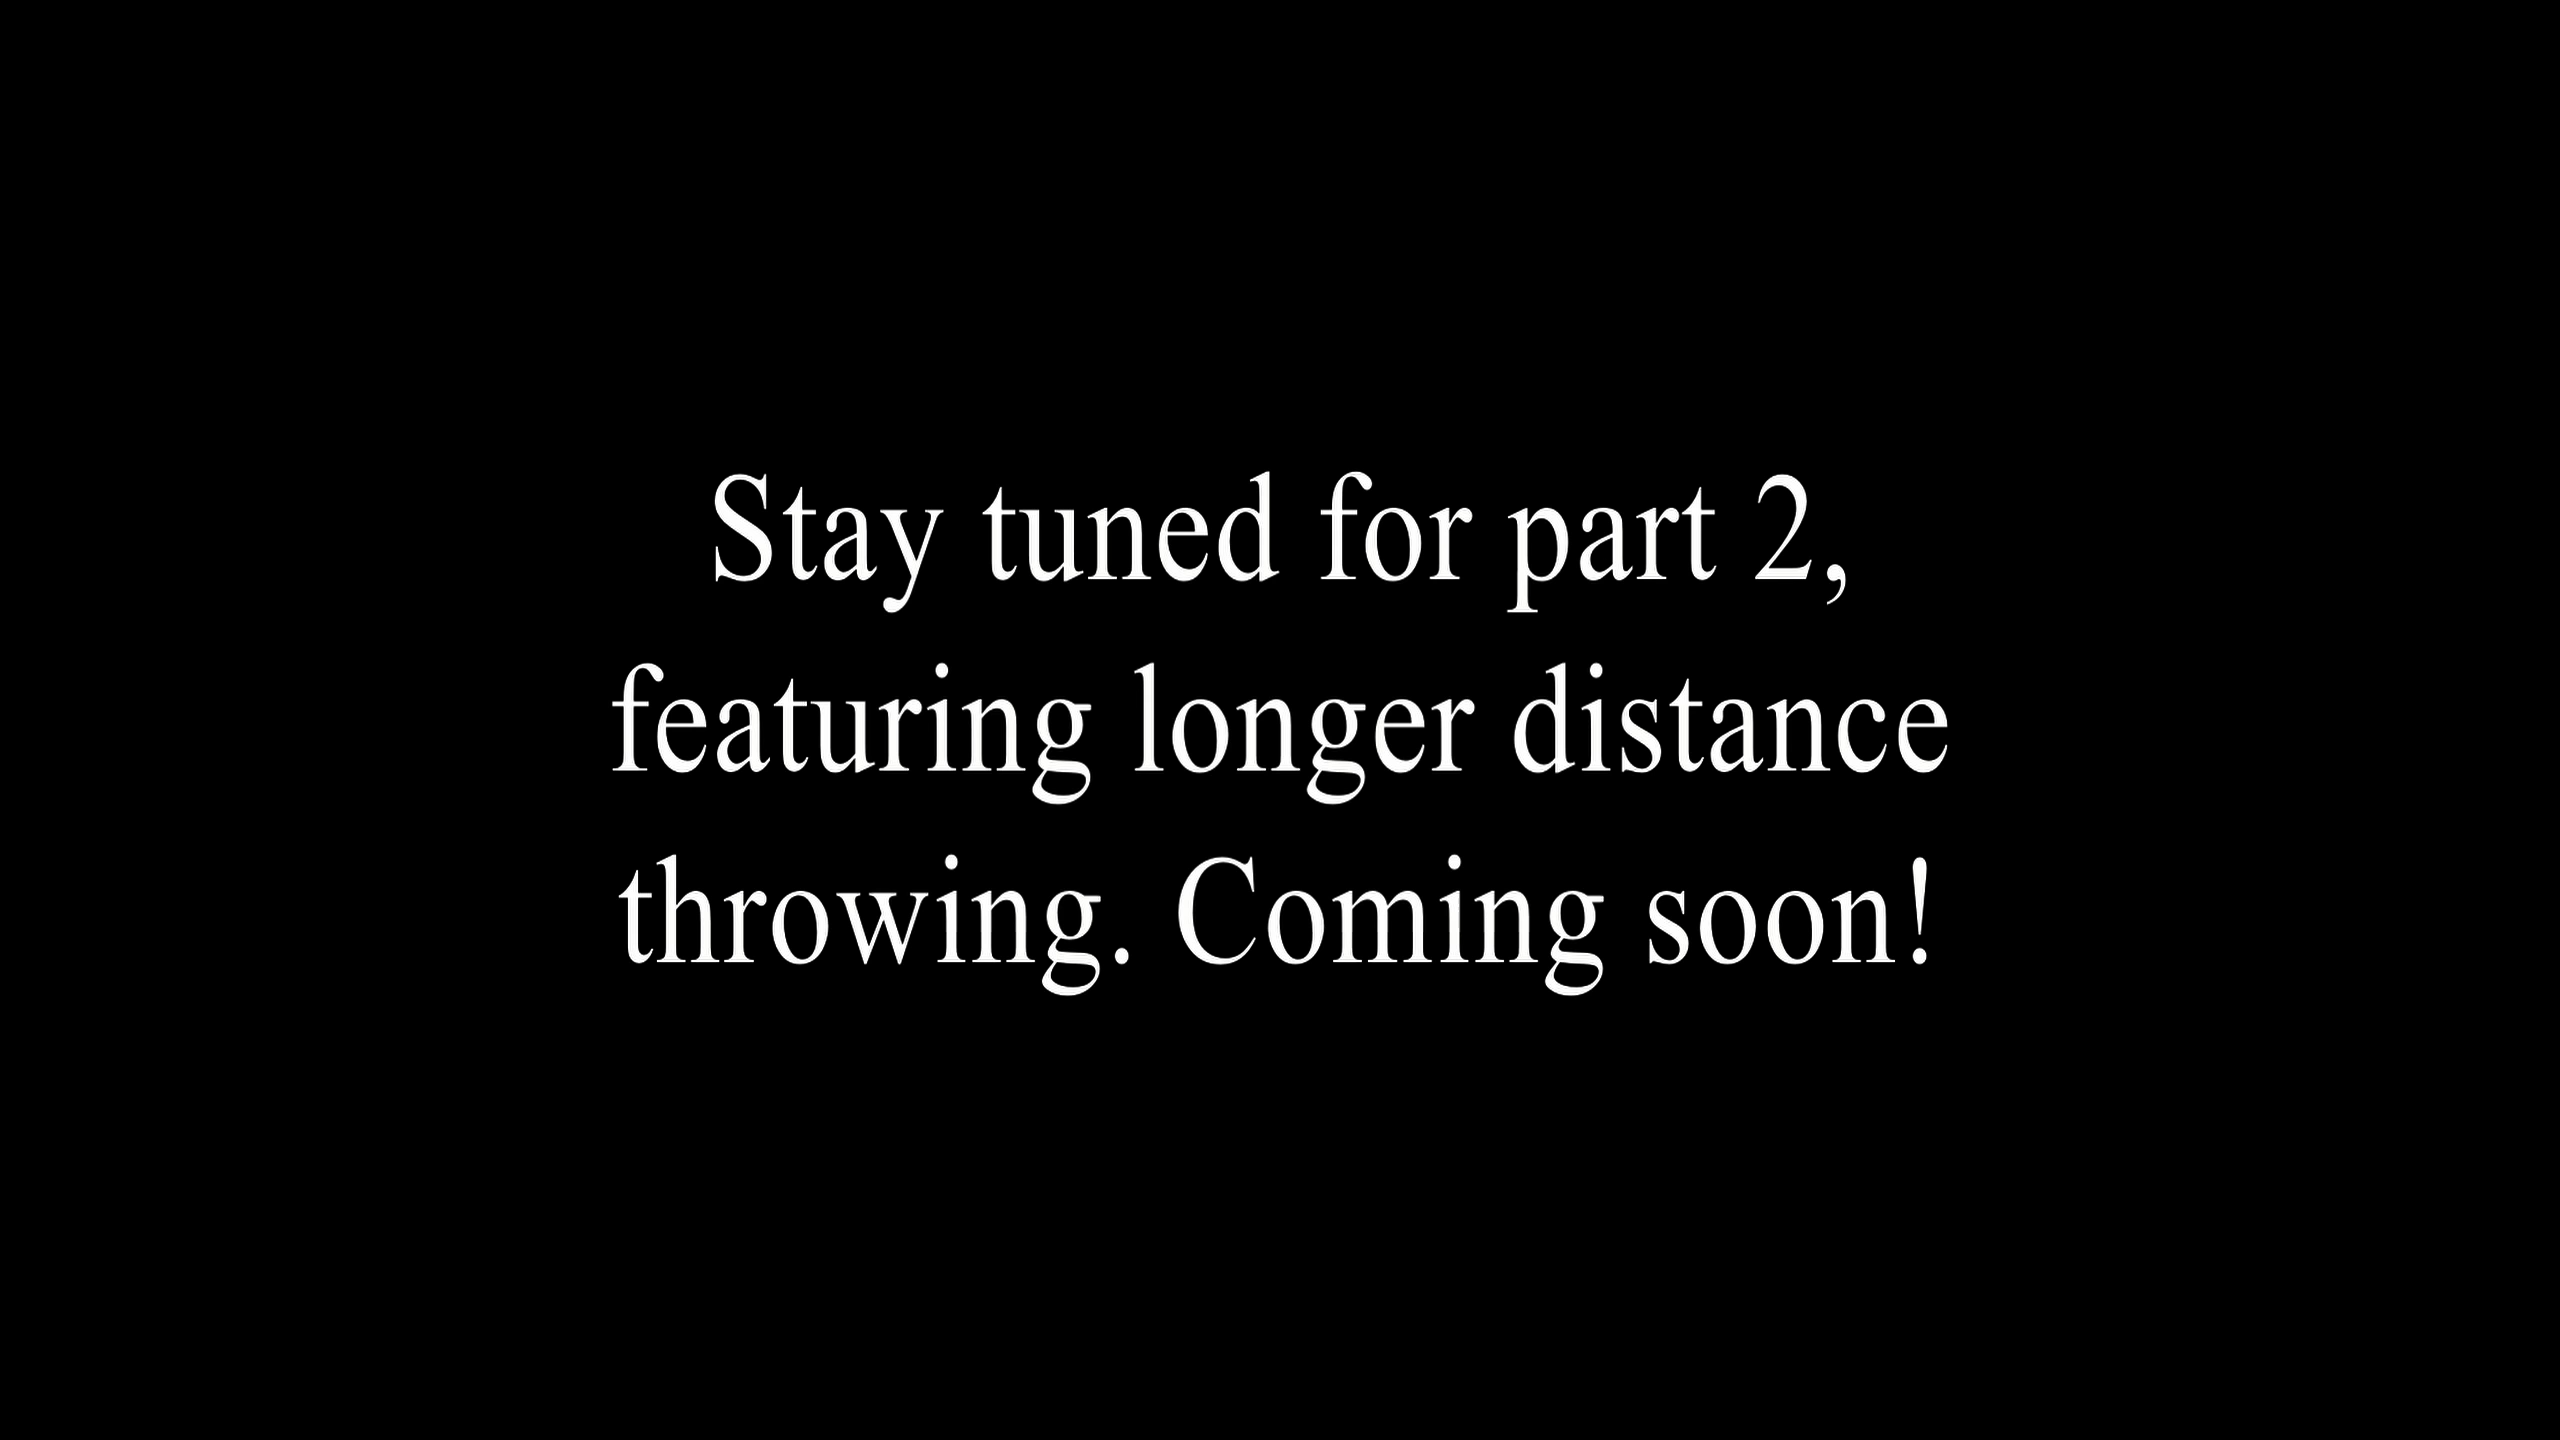 Stay tuned for part 2,
featuring longer distance
throwing. Coming soon!